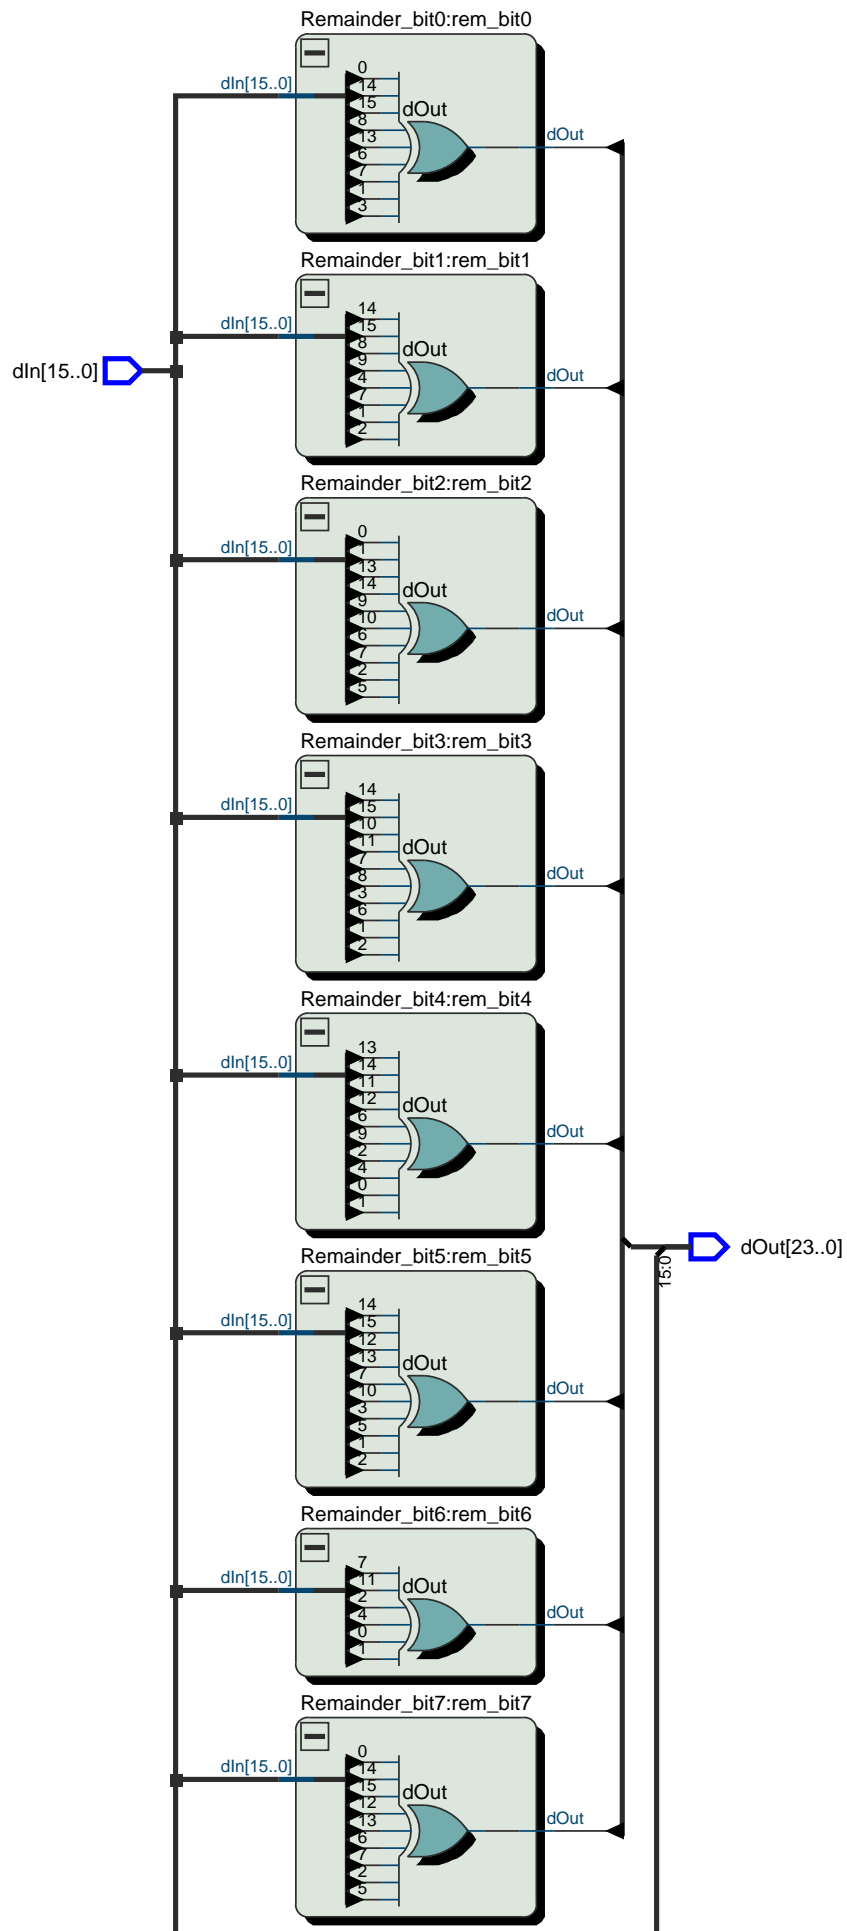 Remainder_bit0:rem_bit0
dIn[15..0]
0
14
15
8
13
6
7
1
3
dOut
dOut
Remainder_bit1:rem_bit1
dIn[15..0]
14
15
8
9
4
7
1
2
dOut
dOut
dIn[15..0]
Remainder_bit2:rem_bit2
dIn[15..0]
0
1
13
14
9
10
6
7
2
5
dOut
dOut
Remainder_bit3:rem_bit3
dIn[15..0]
14
15
10
11
7
8
3
6
1
2
dOut
dOut
Remainder_bit4:rem_bit4
dIn[15..0]
13
14
11
12
6
9
2
4
0
1
dOut
dOut
dOut[23..0]
15:0
Remainder_bit5:rem_bit5
dIn[15..0]
14
15
12
13
7
10
3
5
1
2
dOut
dOut
Remainder_bit6:rem_bit6
dIn[15..0]
7
11
2
4
0
1
dOut
dOut
Remainder_bit7:rem_bit7
dIn[15..0]
0
14
15
12
13
6
7
2
5
dOut
dOut